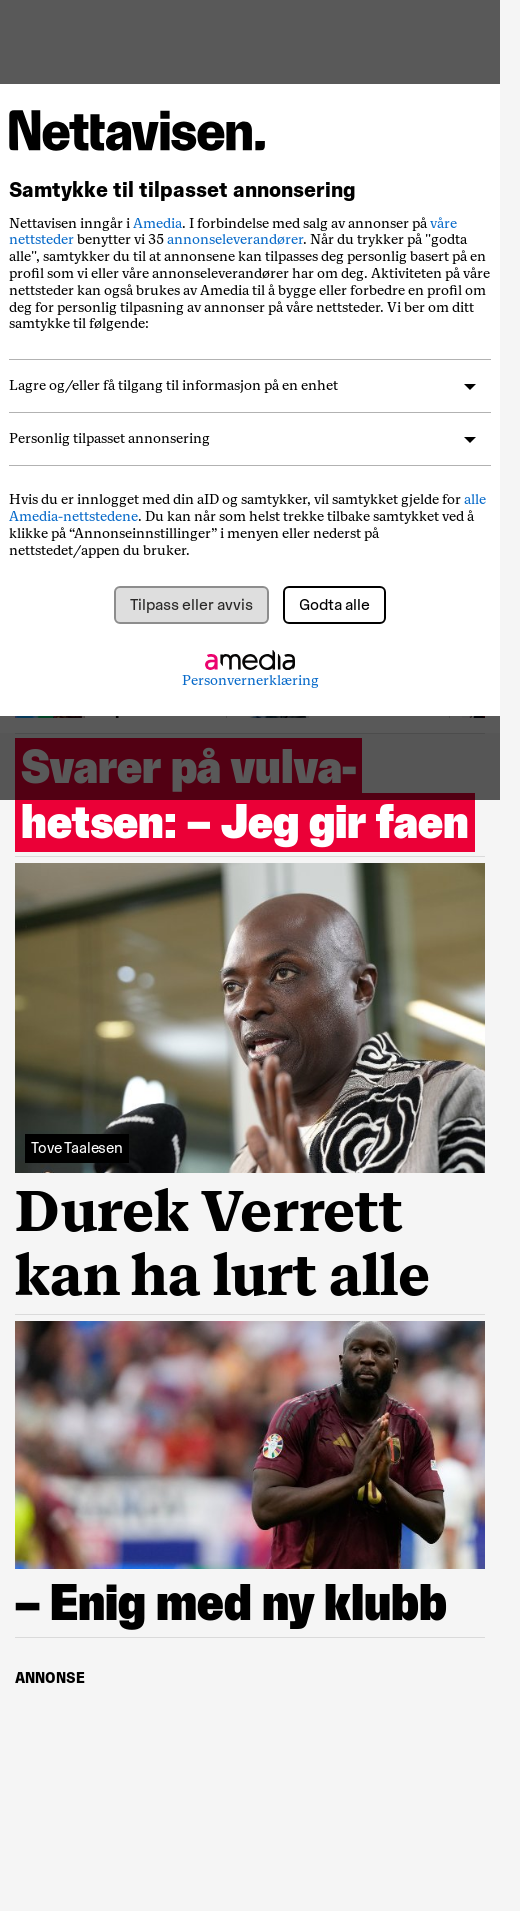 Nettavisen.
Samtykke til tilpasset annonsering
Nettavisen inngår i Amedia. I forbindelse med salg av annonser på våre
nettsteder benytter vi 35 annonseleverandører. Når du trykker på "godta
alle", samtykker du til at annonsene kan tilpasses deg personlig basert på en
profil som vi eller våre annonseleverandører har om deg. Aktiviteten på våre
nettsteder kan også brukes av Amedia til å bygge eller forbedre en profil om
deg for personlig tilpasning av annonser på våre nettsteder. Vi ber om ditt
samtykke til følgende:
Lagre og/eller få tilgang til informasjon på en enhet
Personlig tilpasset annonsering
Hvis du er innlogget med din aID og samtykker, vil samtykket gjelde for alle
Amedia-nettstedene. Du kan når som helst trekke tilbake samtykket ved å
klikke på “Annonseinnstillinger” i menyen eller nederst på
nettstedet/appen du bruker.
Tilpass eller avvis
Godta alle
amedia
Personvernerklæring
Svarer på vulva-
hetsen: – Jeg gir faen
Tove Taalesen
Durek Verrett
kan ha lurt alle
– Enig med ny klubb
ANNONSE